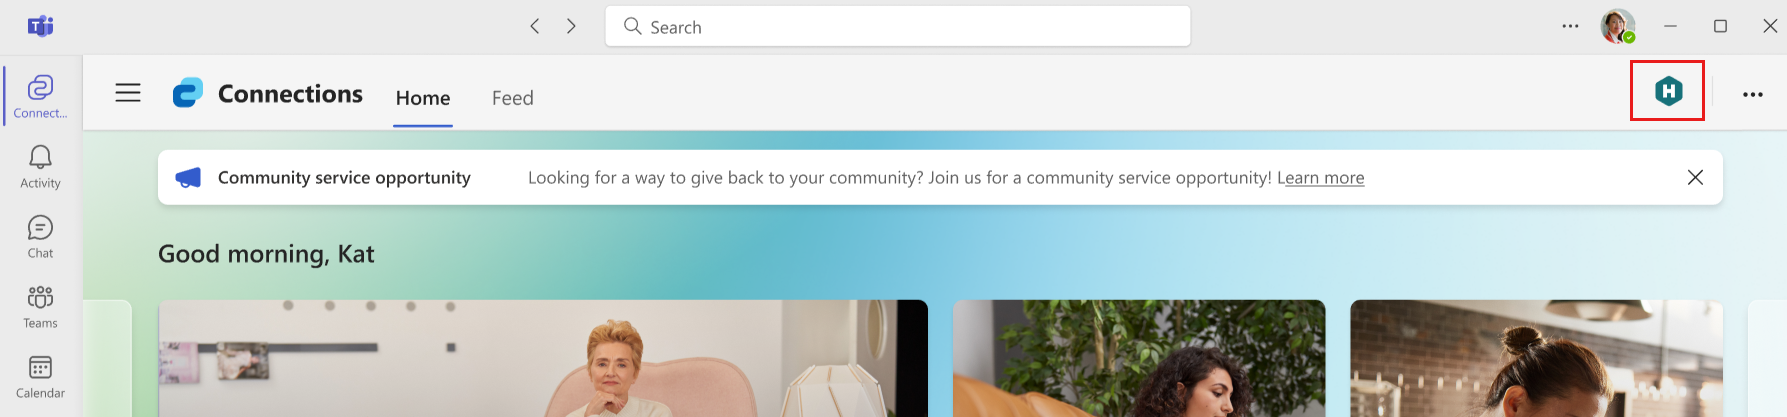 Search
Connections
Home
Feed
H
Connect...
Activity
Chat
Teams
Calendar
Community service opportunity
Looking for a way to give back to your community? Join us for a community service opportunity! Learn more
Good morning, Kat